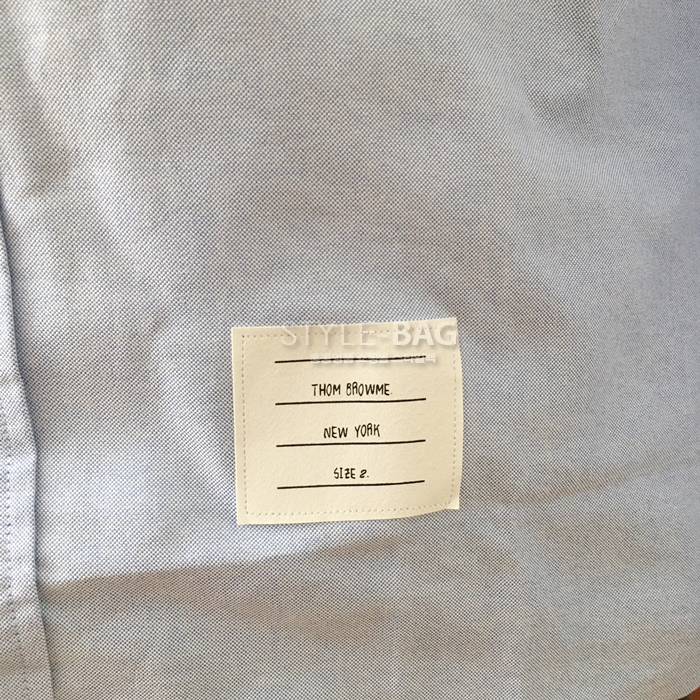 STYLE-BAG
THOM BROWME.
NEW YORK
SIZE 2.